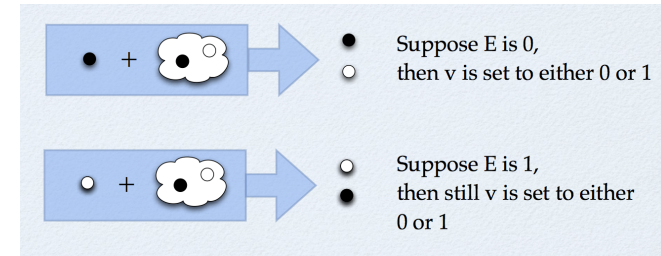 +
Suppose E is 0,
then v is set to either 0 or 1
+
Suppose E is 1,
then still v is set to either
0 or 1